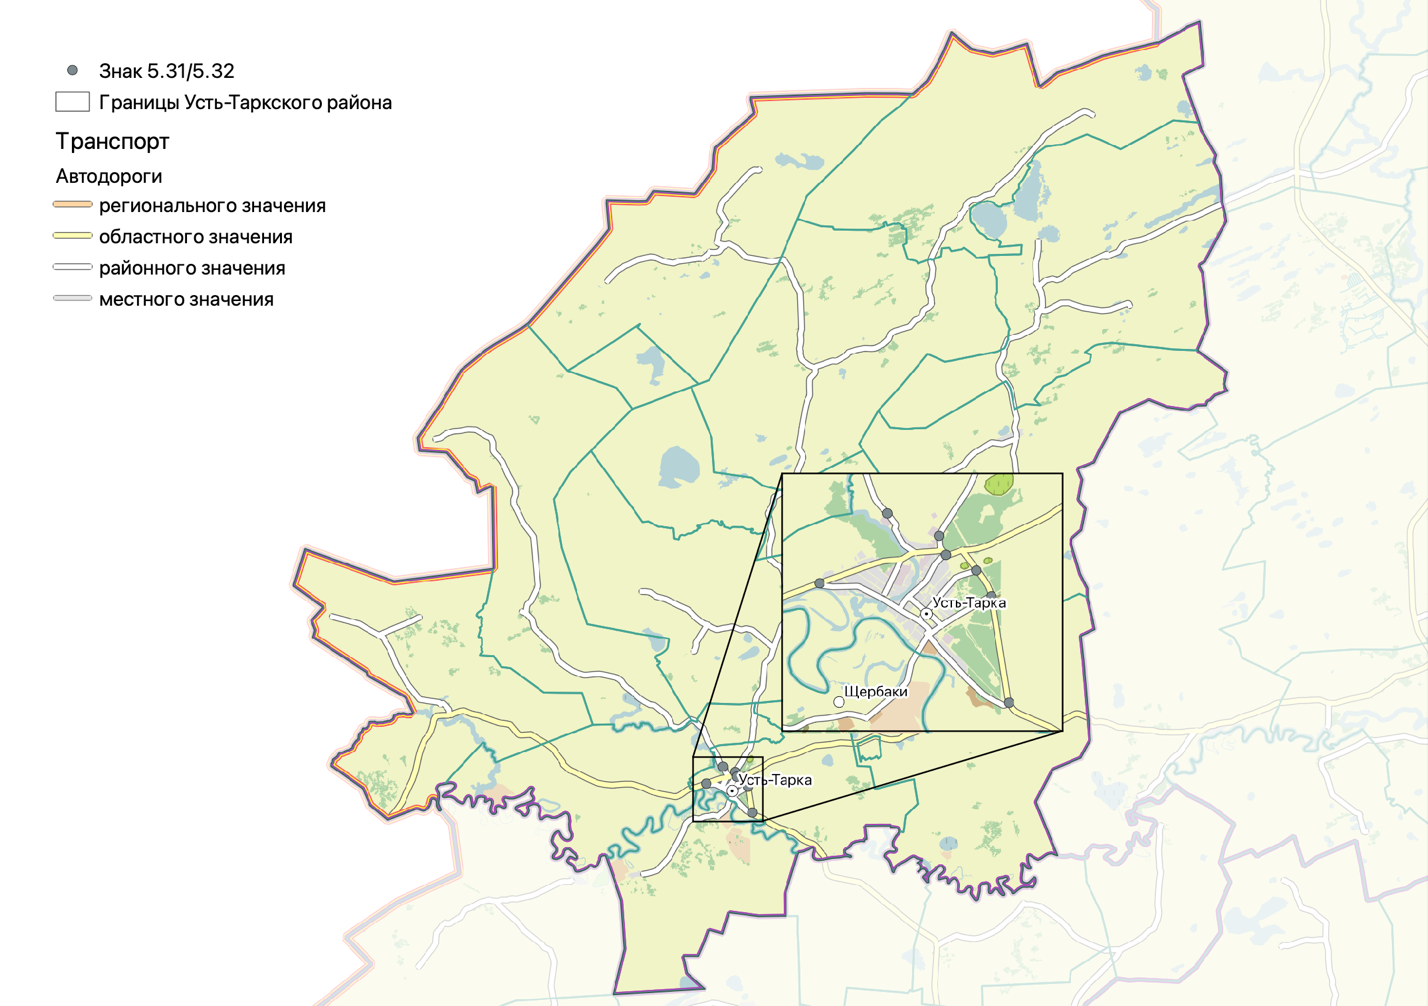 Знак 5.31/5.32
Границы Усть-Таркского района
Транспорт
Автодороги
регионального значения
областного значения
районного значения
местного значения
Усть-Тарка
Щербаки
Усть-Тарка